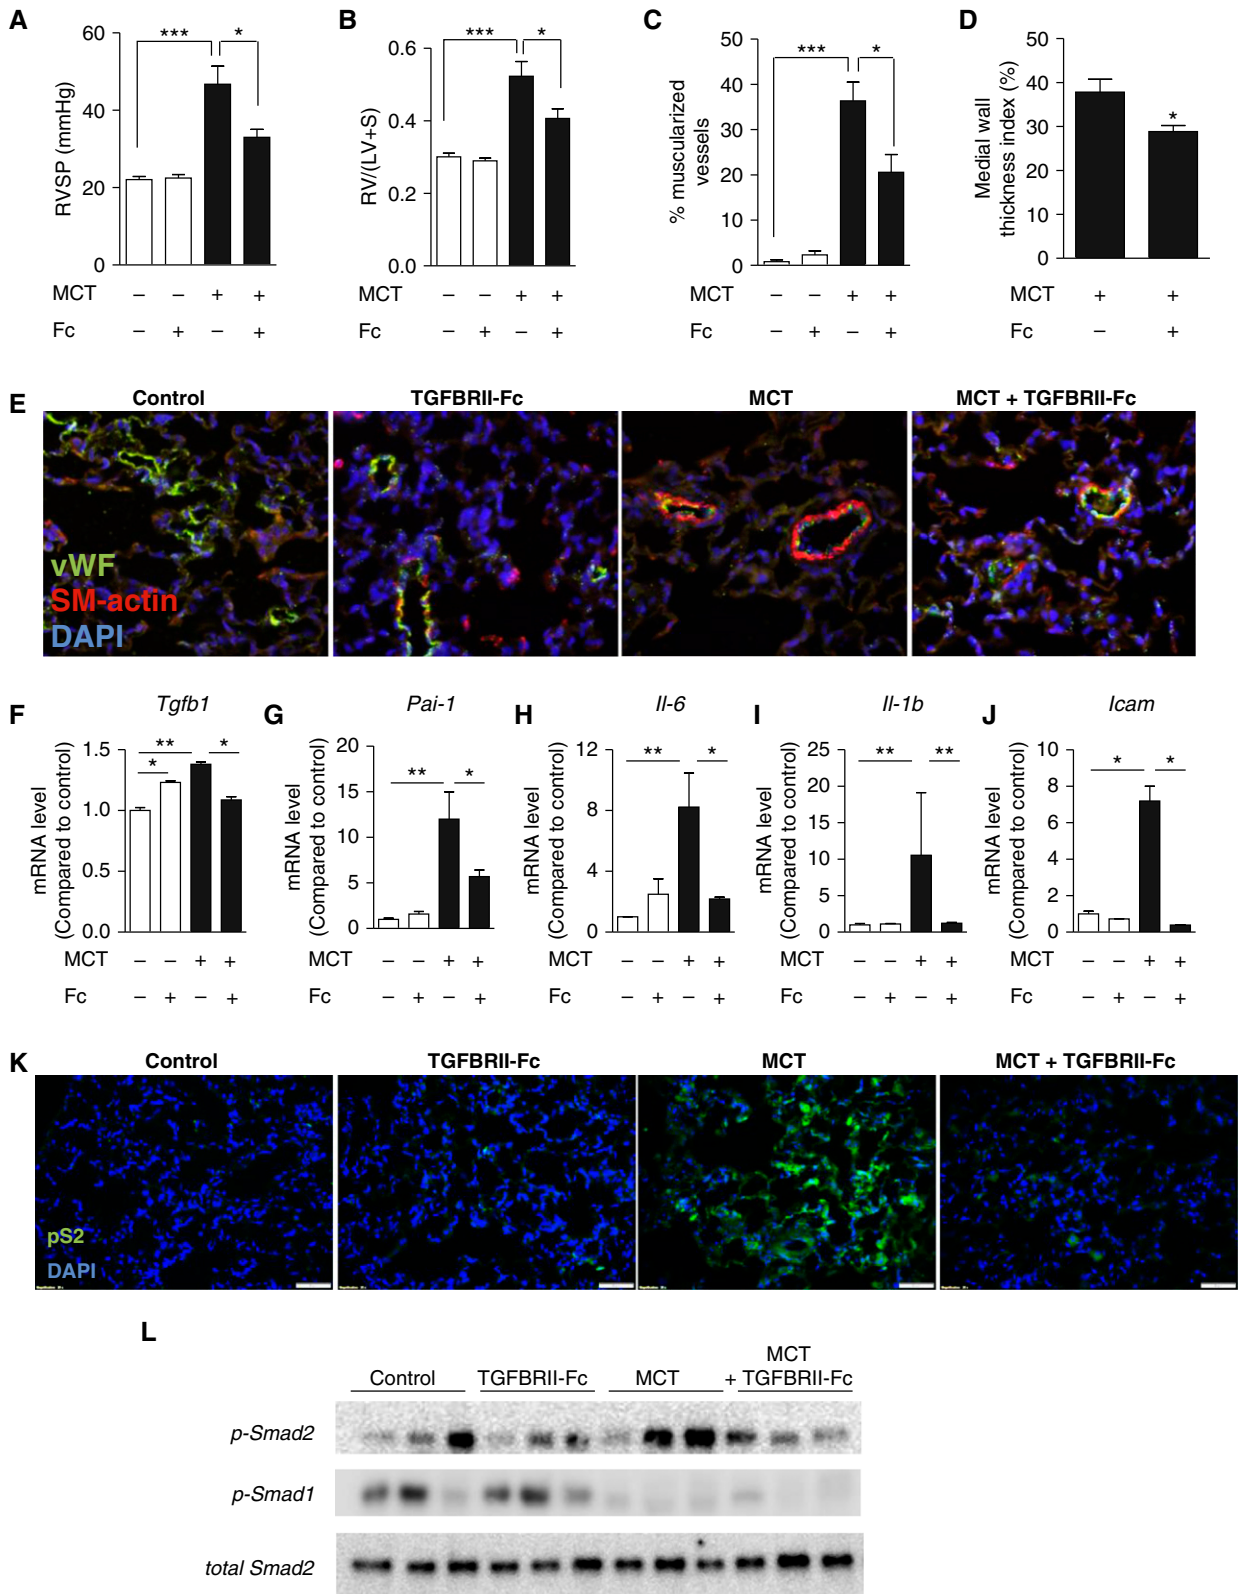 A B C D
RVSP (mmHg)
60
40
20
0
*** *
MCT – – + +
Fc – + – +
RV/(LV+S)
0.6
0.4
0.2
0.0
*** *
MCT – – + +
Fc – + – +
% muscularized
vessels
50
40
30
20
10
0
*** *
MCT – – + +
Fc – + – +
Medial wall
thickness index (%)
50
40
30
20
10
0
*
MCT + +
Fc – +
E
Control TGFBRII-Fc MCT MCT + TGFBRII-Fc
vWF
SM-actin
DAPI
F Tgfb1
mRNA level
(Compared to control)
1.5
1.0
0.5
0.0
** *
*
MCT – – + +
Fc – + – +
G Pai-1
mRNA level
(Compared to control)
20
15
10
5
0
** *
MCT – – + +
Fc – + – +
H Il-6
mRNA level
(Compared to control)
12
8
4
0
** *
MCT – – + +
Fc – + – +
I Il-1b
mRNA level
(Compared to control)
25
20
15
10
5
0
** **
MCT – – + +
Fc – + – +
J Icam
mRNA level
(Compared to control)
10
8
6
4
2
0
* *
MCT – – + +
Fc – + – +
K
Control TGFBRII-Fc MCT MCT + TGFBRII-Fc
pS2
DAPI
L
Control TGFBRII-Fc MCT MCT
+ TGFBRII-Fc
p-Smad2
p-Smad1
total Smad2